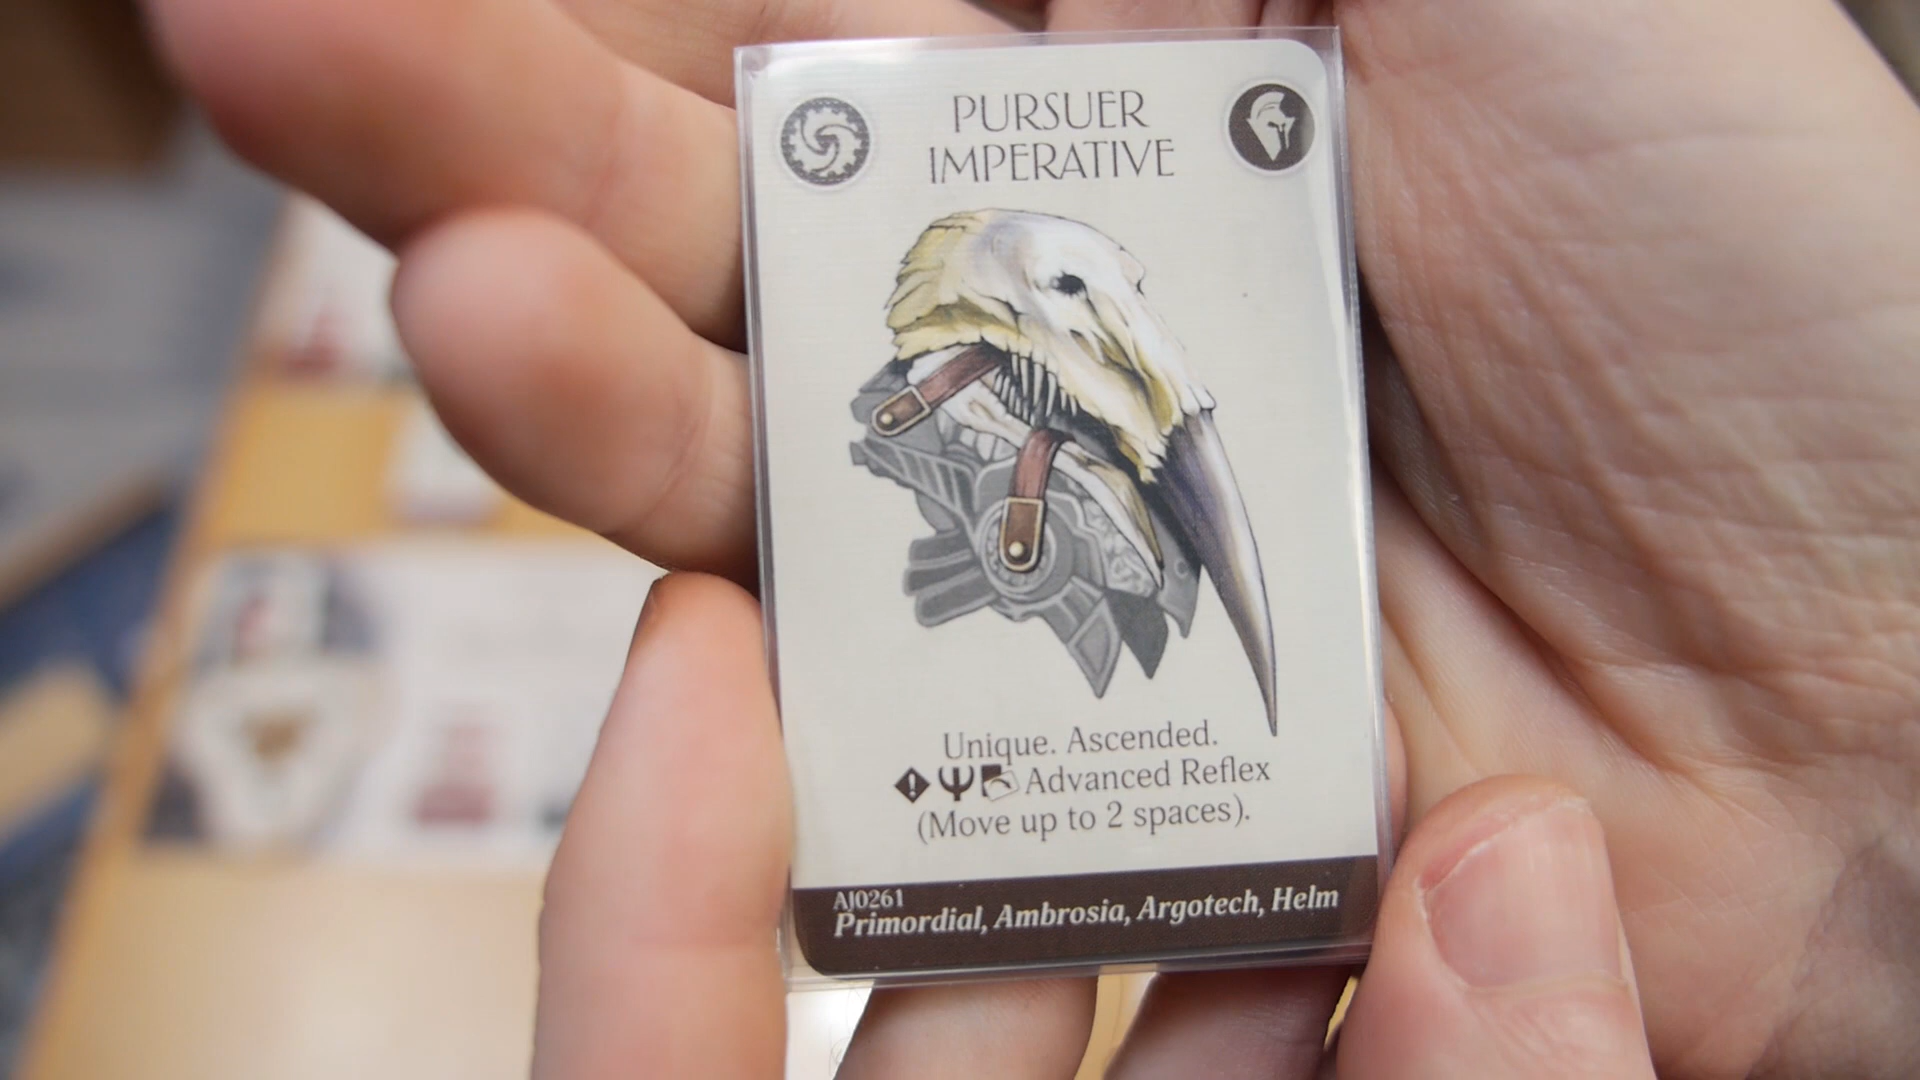 PURSUER
IMPERATIVE
Unique. Ascended.
Advanced Reflex
(Move up to 2 spaces).
AJ0261
Primordial, Ambrosia, Argotech, Helm